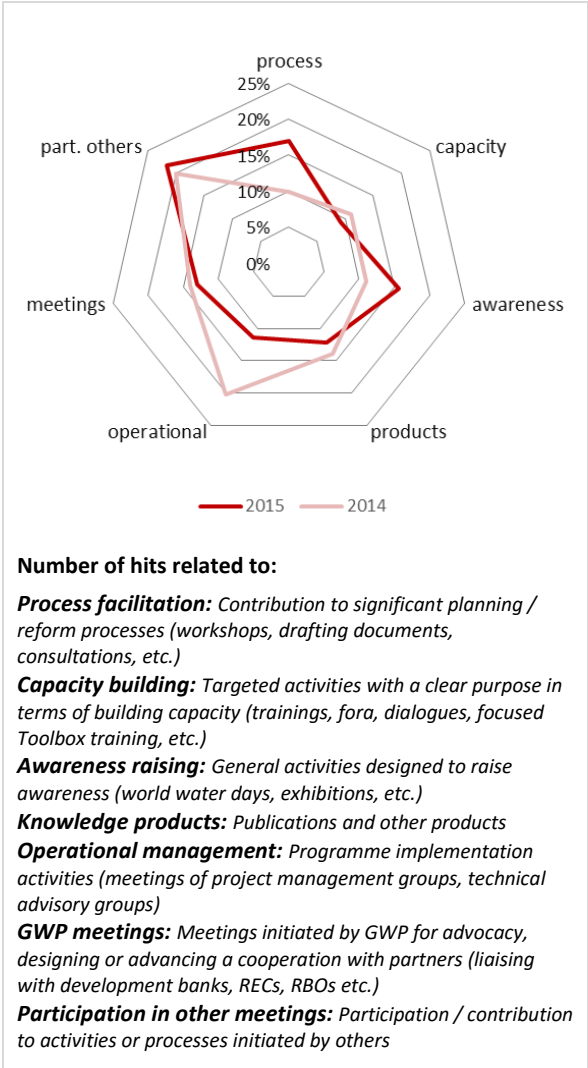 process
25%
20%
part. others
capacity
15%
10%
5%
0%
meetings
awareness
operational
products
2015
2014
Number of hits related to:
Process facilitation: Contribution to significant planning /
reform processes (workshops, drafting documents,
consultations, etc.)
Capacity building: Targeted activities with a clear purpose in
terms of building capacity (trainings, fora, dialogues, focused
Toolbox training, etc.)
Awareness raising: General activities designed to raise
awareness (world water days, exhibitions, etc.)
Knowledge products: Publications and other products
Operational management: Programme implementation
activities (meetings of project management groups, technical
advisory groups)
GWP meetings: Meetings initiated by GWP for advocacy,
designing or advancing a cooperation with partners (liaising
with development banks, RECs, RBOs etc.)
Participation in other meetings: Participation / contribution
to activities or processes initiated by others